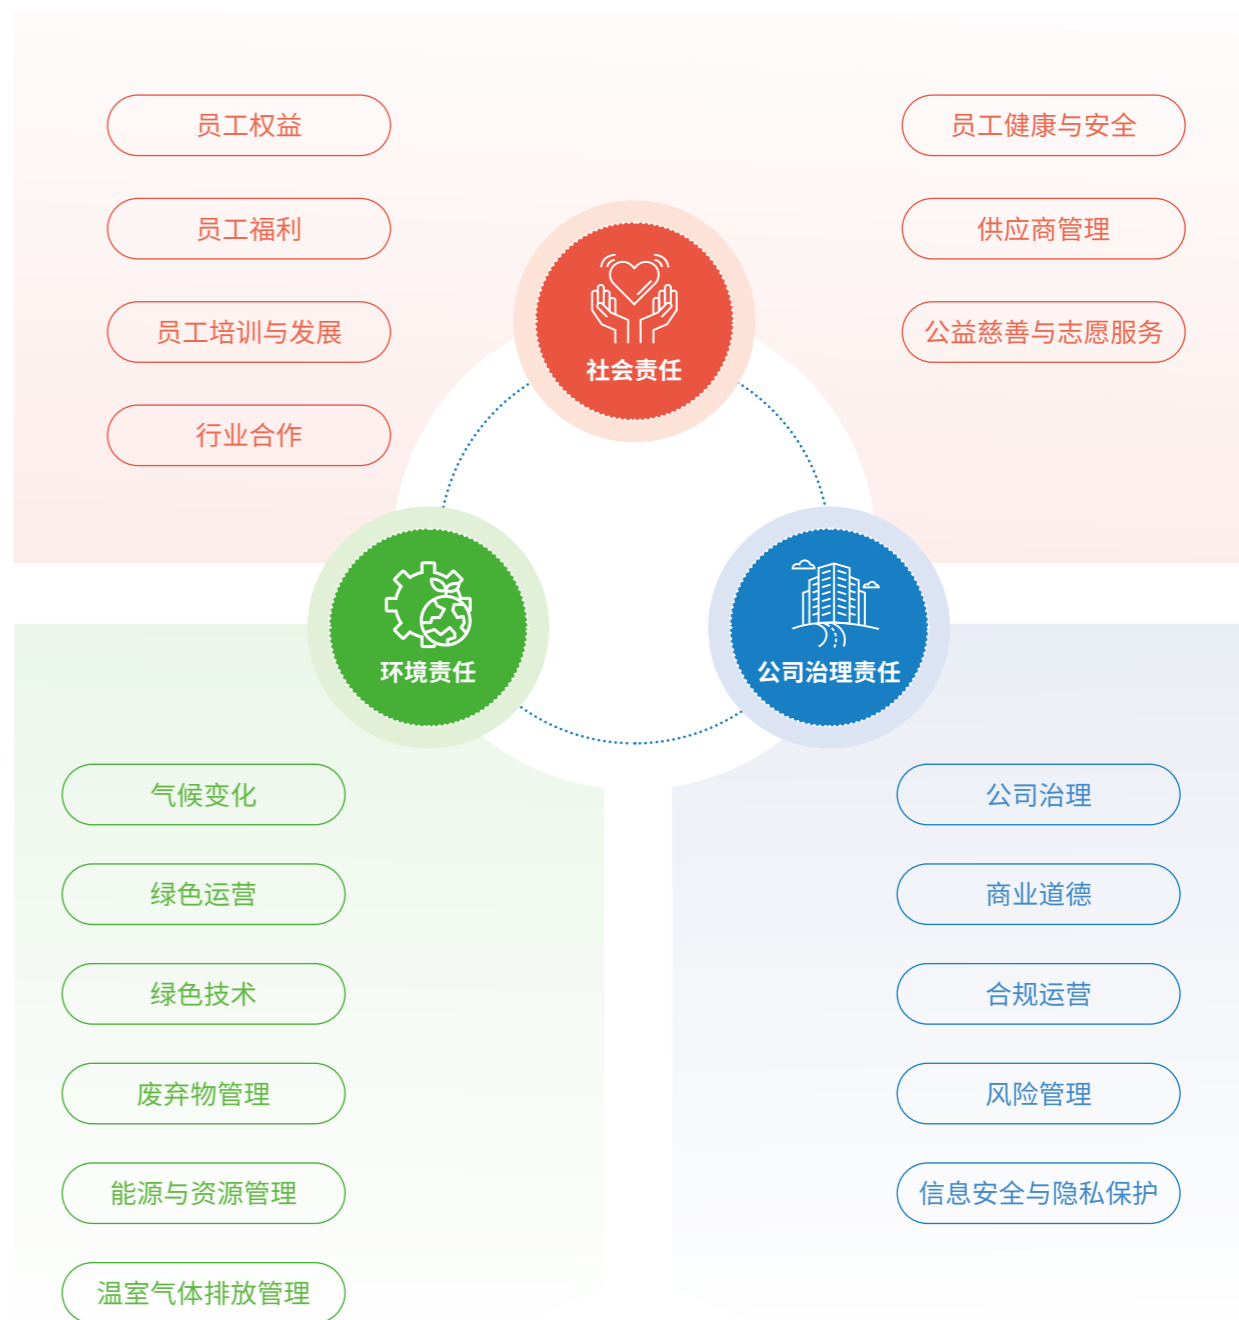 员工权益
员工福利
员工培训与发展
行业合作
员工健康与安全
供应商管理
公益慈善与志愿服务
社会责任
环境责任
公司治理责任
气候变化
绿色运营
绿色技术
废弃物管理
能源与资源管理
温室气体排放管理
公司治理
商业道德
合规运营
风险管理
信息安全与隐私保护